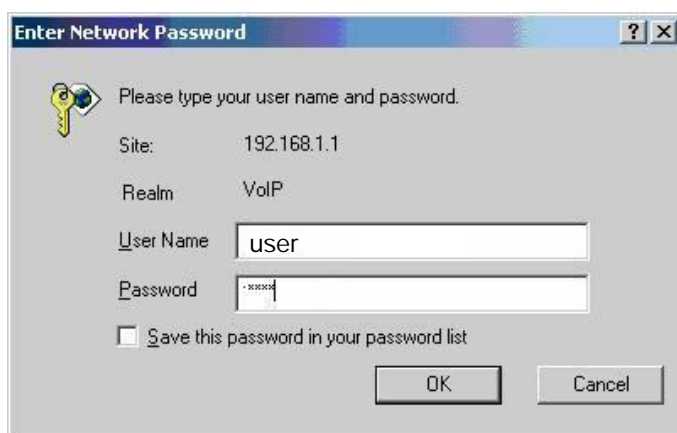 Enter Network Password
Please type your user name and password.
Site: 192.168.1.1
Realm VoIP
User Name user
Password ·****
Save this password in your password list
OK Cancel